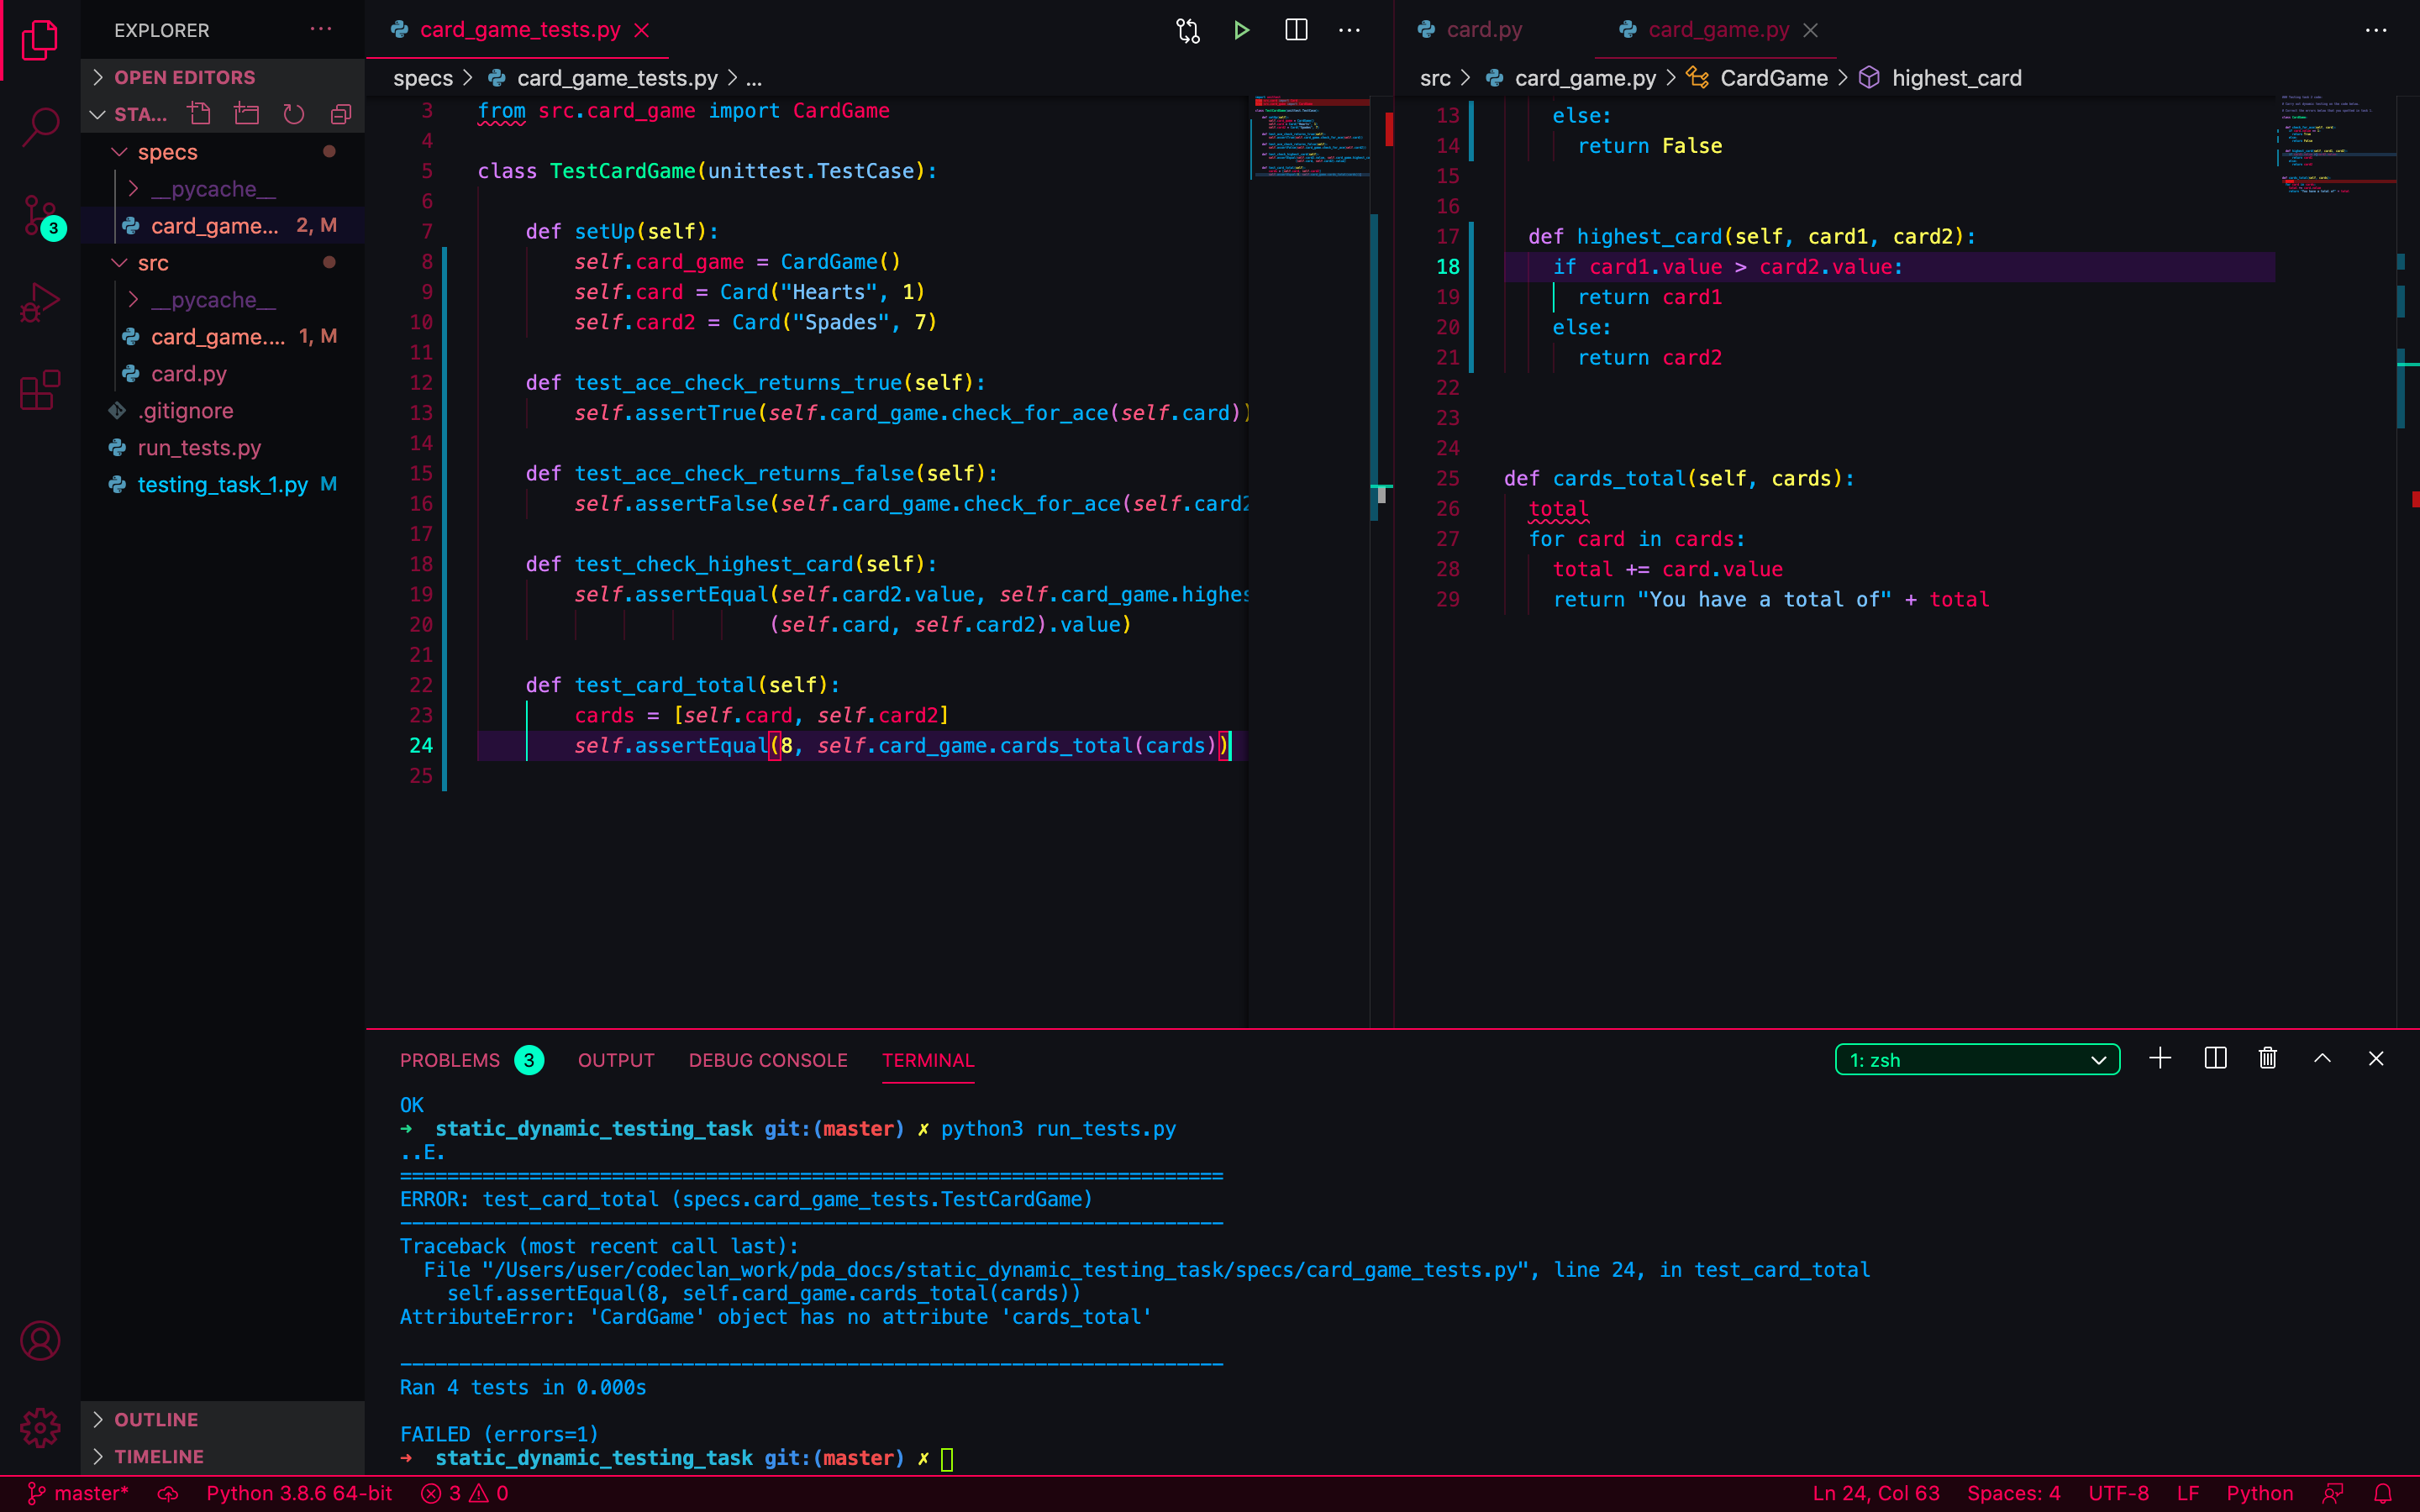 EXPLORER
OPEN EDITORS
STA...
specs
__pycache__
card_game... 2, M
src
__pycache__
card_game.... 1, M
card.py
.gitignore
run_tests.py
testing_task_1.py M
OUTLINE
TIMELINE
3
card_game_tests.py
specs > card_game_tests.py > ...
3 from src.card_game import CardGame
4
5 class TestCardGame(unittest.TestCase):
6
7 def setUp(self):
8 self.card_game = CardGame()
9 self.card = Card("Hearts", 1)
10 self.card2 = Card("Spades", 7)
11
12 def test_ace_check_returns_true(self):
13 self.assertTrue(self.card_game.check_for_ace(self.card))
14
15 def test_ace_check_returns_false(self):
16 self.assertFalse(self.card_game.check_for_ace(self.card2
17
18 def test_check_highest_card(self):
19 self.assertEqual(self.card2.value, self.card_game.highes
20 (self.card, self.card2).value)
21
22 def test_card_total(self):
23 cards = [self.card, self.card2]
24 self.assertEqual(8, self.card_game.cards_total(cards))
25
card.py
card_game.py
src > card_game.py > CardGame > highest_card
13 else:
14 return False
15
16
17 def highest_card(self, card1, card2):
18 if card1.value > card2.value:
19 return card1
20 else:
21 return card2
22
23
24
25 def cards_total(self, cards):
26 total
27 for card in cards:
28 total += card.value
29 return "You have a total of" + total
PROBLEMS 3 OUTPUT DEBUG CONSOLE TERMINAL
1: zsh
OK
➜ static_dynamic_testing_task git:(master) ✗ python3 run_tests.py
..E.
======================================================================
ERROR: test_card_total (specs.card_game_tests.TestCardGame)
----------------------------------------------------------------------
Traceback (most recent call last):
File "/Users/user/codeclan_work/pda_docs/static_dynamic_testing_task/specs/card_game_tests.py", line 24, in test_card_total
self.assertEqual(8, self.card_game.cards_total(cards))
AttributeError: 'CardGame' object has no attribute 'cards_total'
----------------------------------------------------------------------
Ran 4 tests in 0.000s
FAILED (errors=1)
➜ static_dynamic_testing_task git:(master) ✗
master* Python 3.8.6 64-bit 3 0 Ln 24, Col 63 Spaces: 4 UTF-8 LF Python